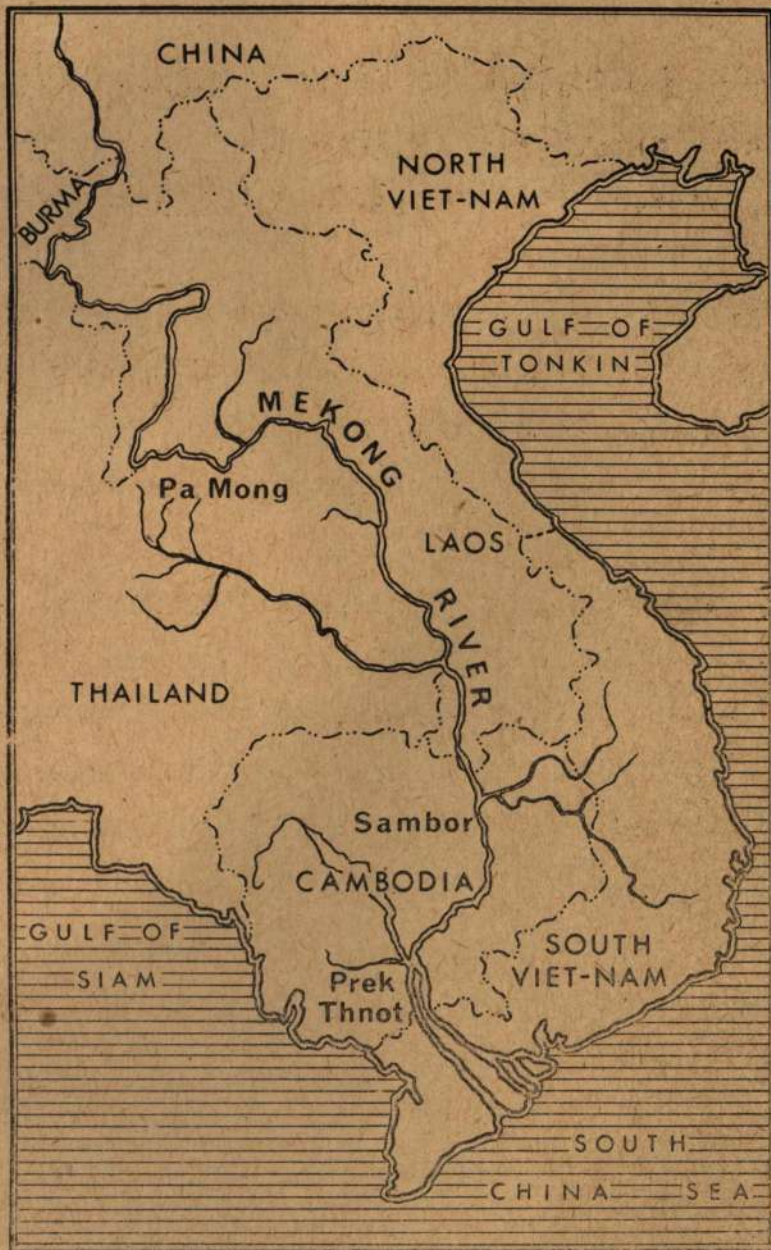 CHINA
BURMA
NORTH
VIET-NAM
GULF OF
TONKIN
MEKONG
RIVER
Pa Mong
LAOS
THAILAND
Sambor
CAMBODIA
GULF OF
SIAM
Prek
Thnot
SOUTH
VIET-NAM
SOUTH
CHINA SEA